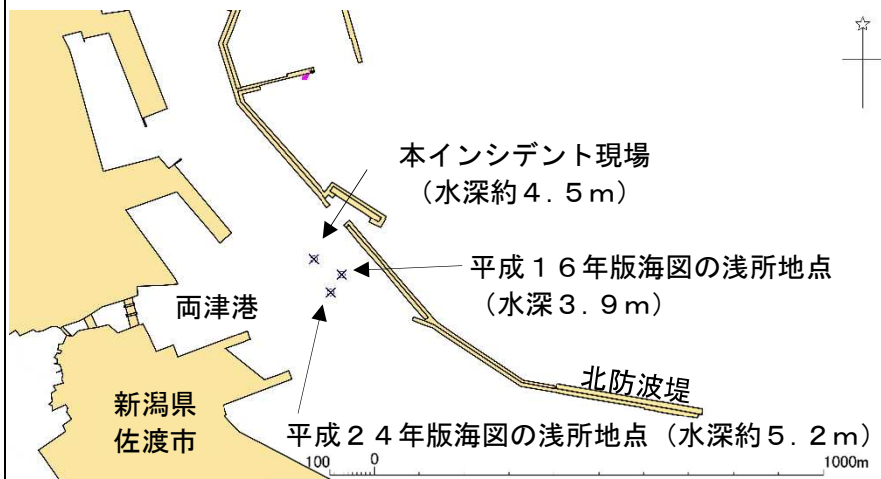 本インシデント現場
（水深約４．５ｍ）
平成１６年版海図の浅所地点
（水深３．９ｍ）
両津港
北防波堤
新潟県
佐渡市
平成２４年版海図の浅所地点（水深約５．２ｍ）
100 0 1000m